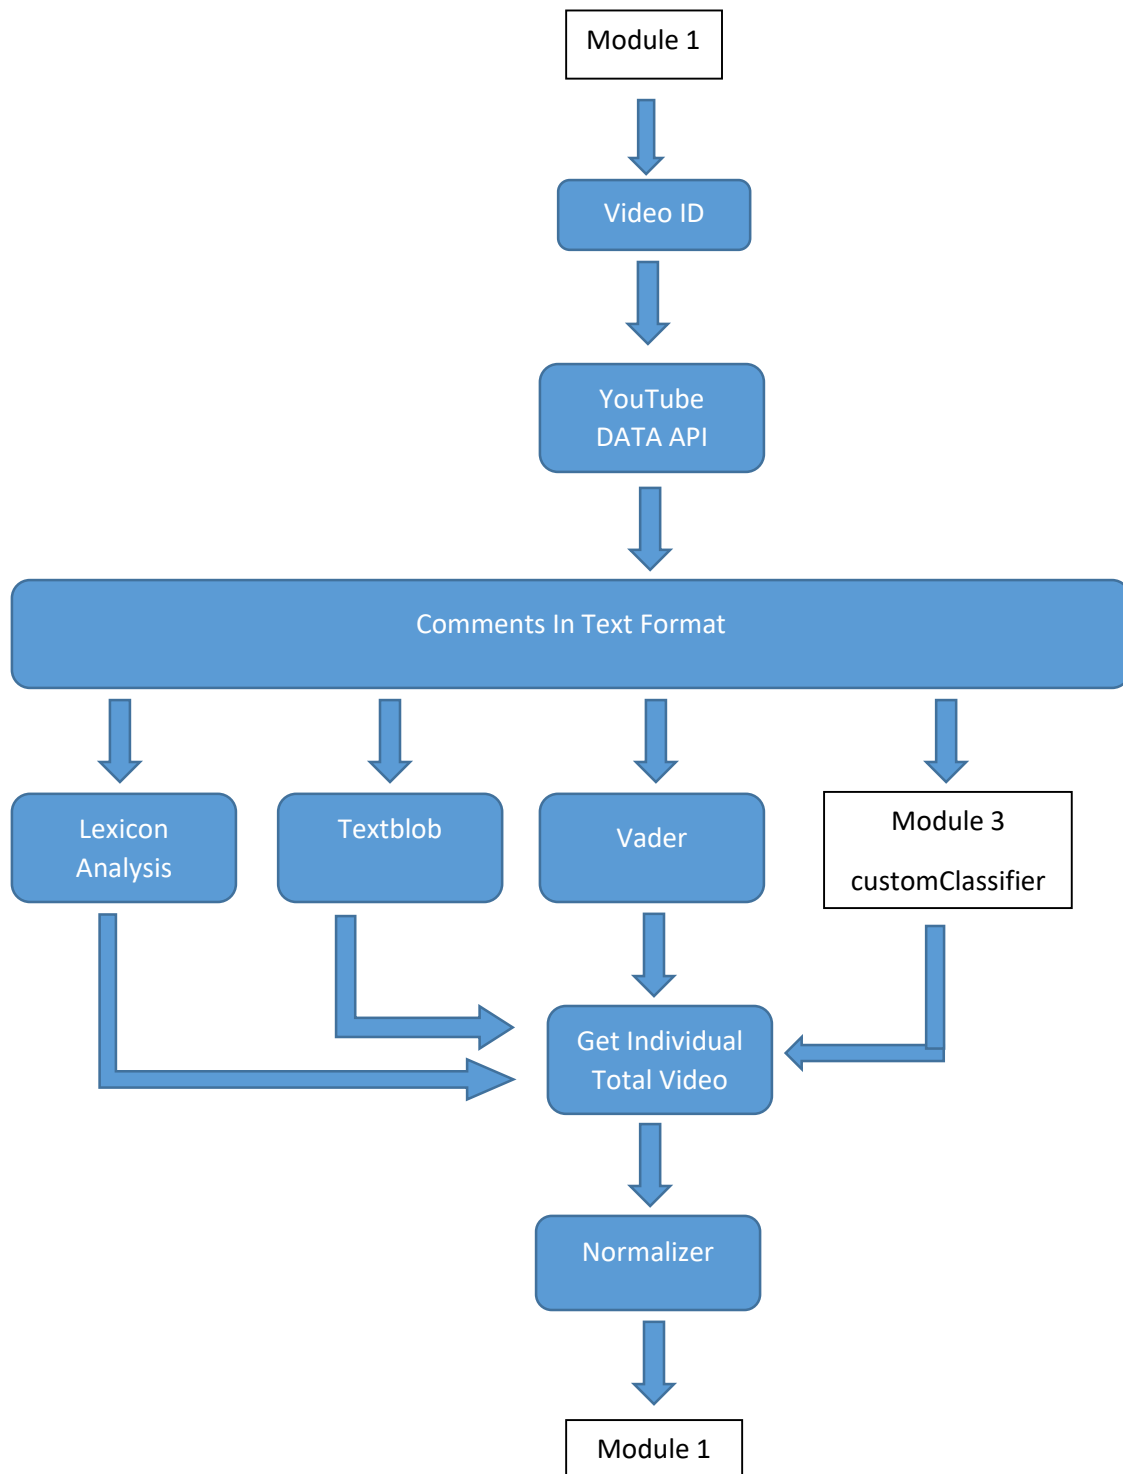 Module 1
Video ID
YouTube
DATA API
Comments In Text Format
Lexicon
Analysis
Textblob
Vader
Module 3
customClassifier
Get Individual
Total Video
Normalizer
Module 1